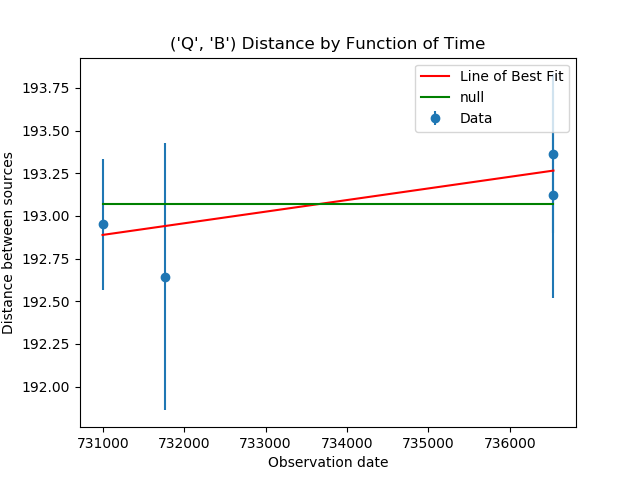 ('Q', 'B') Distance by Function of Time
Line of Best Fit
null
Data
193.75
193.50
193.25
193.00
192.75
192.50
192.25
192.00
Distance between sources
731000 732000 733000 734000 735000 736000
Observation date